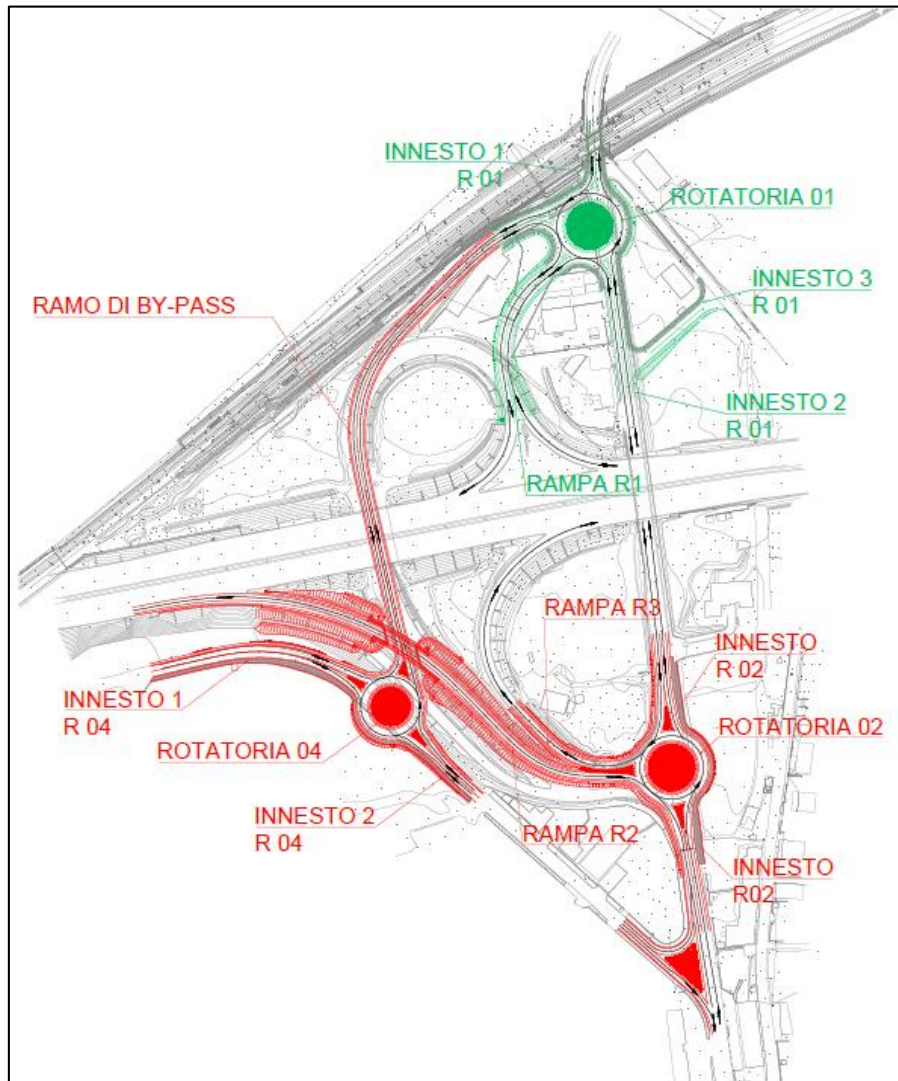 INNESTO 1
R 01
ROTATORIA 01
INNESTO 3
R 01
RAMO DI BY-PASS
INNESTO 2
R 01
RAMPA R1
RAMPA R3
INNESTO
R 02
INNESTO 1
R 04
ROTATORIA 02
ROTATORIA 04
INNESTO 2
R 04
RAMPA R2
INNESTO
R02